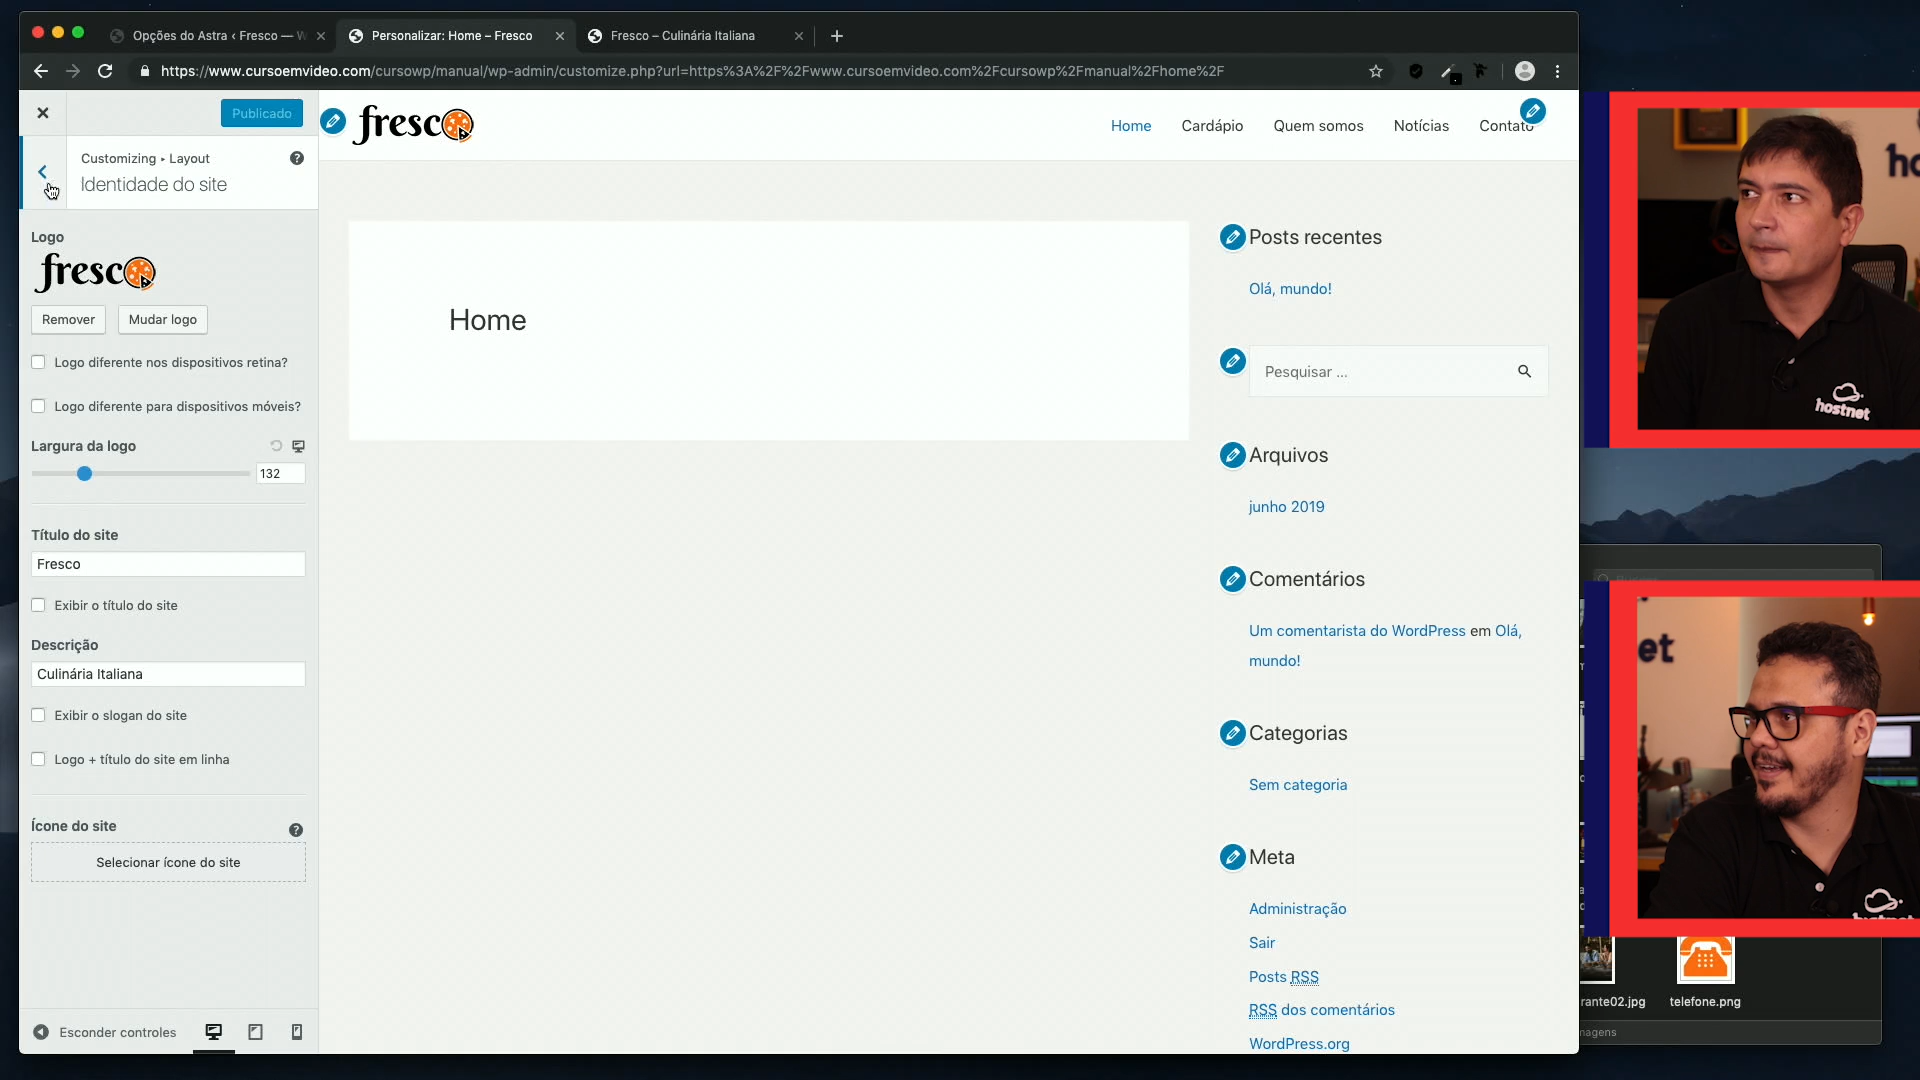 Opções do Astra ‹ Fresco — W
Personalizar: Home – Fresco
Fresco – Culinária Italiana
https://www.cursoemvideo.com/cursowp/manual/wp-admin/customize.php?url=https%3A%2F%2Fwww.cursoemvideo.com%2Fcursowp%2Fmanual%2Fhome%2F
Publicado
Customizing ▸ Layout
Identidade do site
Logo
fresco
Remover
Mudar logo
Logo diferente nos dispositivos retina?
Logo diferente para dispositivos móveis?
Largura da logo
132
Título do site
Fresco
Exibir o título do site
Descrição
Culinária Italiana
Exibir o slogan do site
Logo + título do site em linha
Ícone do site
Selecionar ícone do site
Esconder controles
fresco
Home
Cardápio
Quem somos
Notícias
Contato
Home
Posts recentes
Olá, mundo!
Pesquisar ...
Arquivos
junho 2019
Comentários
Um comentarista do WordPress em Olá,
mundo!
Categorias
Sem categoria
Meta
Administração
Sair
Posts RSS
RSS dos comentários
WordPress.org
ho
hostnet
et
rante02.jpg
telefone.png
nagens